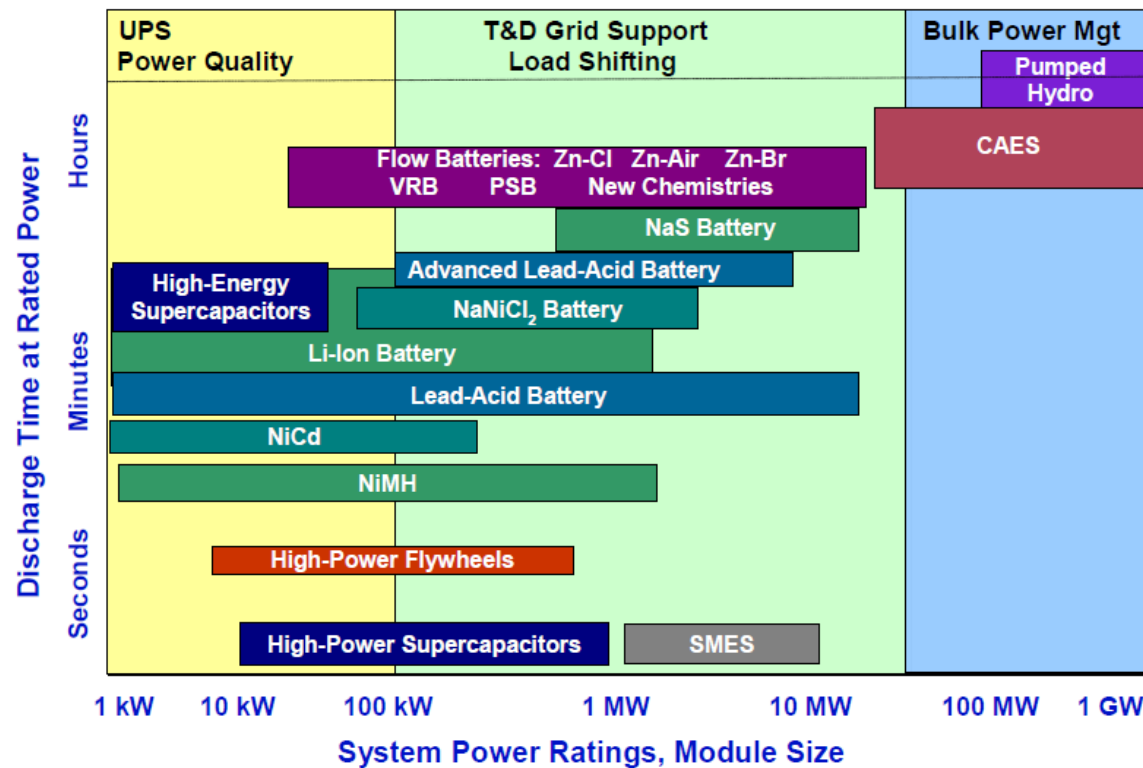 UPS
Power Quality
T&D Grid Support
Load Shifting
Bulk Power Mgt
Pumped
Hydro
CAES
Flow Batteries: Zn-Cl Zn-Air Zn-Br
VRB PSB New Chemistries
NaS Battery
Advanced Lead-Acid Battery
High-Energy
Supercapacitors
NaNiCl₂ Battery
Li-Ion Battery
Lead-Acid Battery
NiCd
NiMH
High-Power Flywheels
High-Power Supercapacitors
SMES
Discharge Time at Rated Power
Hours
Minutes
Seconds
1 kW 10 kW 100 kW 1 MW 10 MW 100 MW 1 GW
System Power Ratings, Module Size